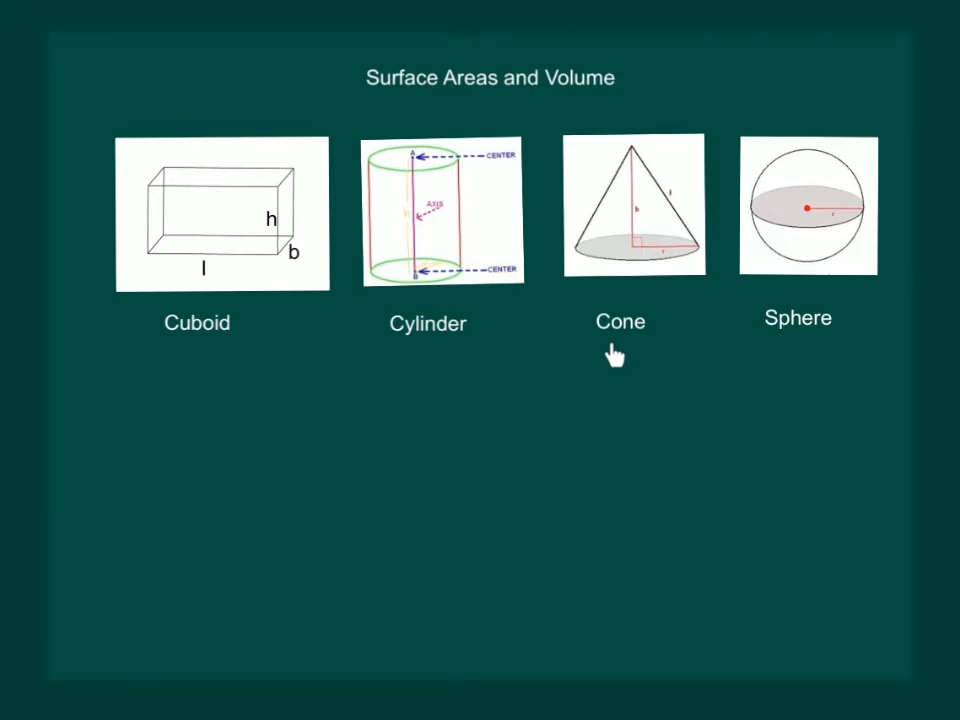 Surface Areas and Volume
h
b
l
Cuboid
A
CENTER
AXIS
h
B
CENTER
Cylinder
l
h
r
Cone
r
Sphere